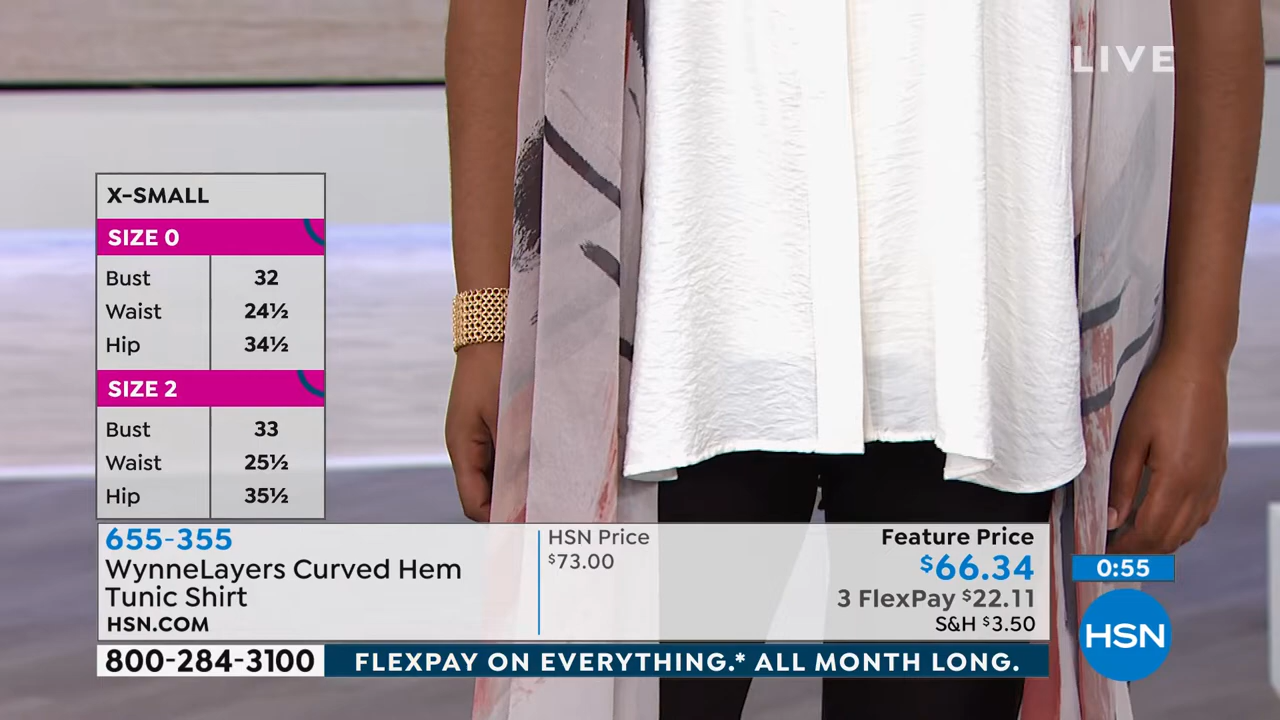 LIVE
X-SMALL
SIZE 0
Bust 32
Waist 24½
Hip 34½
SIZE 2
Bust 33
Waist 25½
Hip 35½
655-355
WynneLayers Curved Hem
Tunic Shirt
HSN.COM
HSN Price
$73.00
Feature Price
$66.34
3 FlexPay $22.11
S&H $3.50
0:55
HSN
800-284-3100
FLEXPAY ON EVERYTHING.* ALL MONTH LONG.